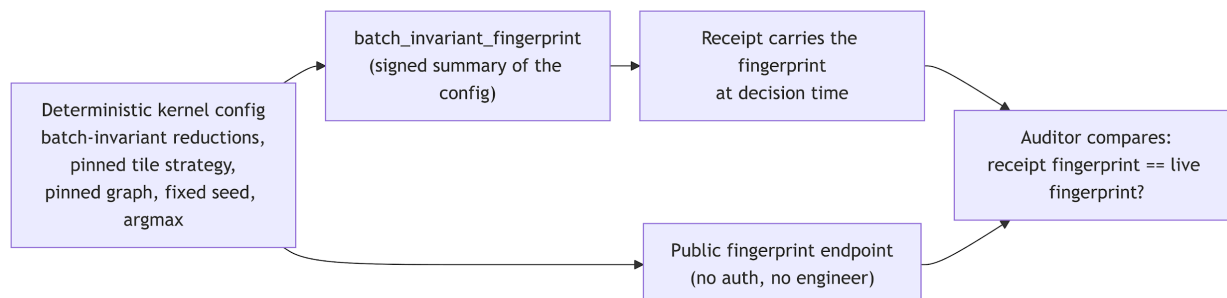 Deterministic kernel config
batch-invariant reductions,
pinned tile strategy,
pinned graph, fixed seed,
argmax
batch_invariant_fingerprint
(signed summary of the
config)
Receipt carries the
fingerprint
at decision time
Public fingerprint endpoint
(no auth, no engineer)
Auditor compares:
receipt fingerprint == live
fingerprint?